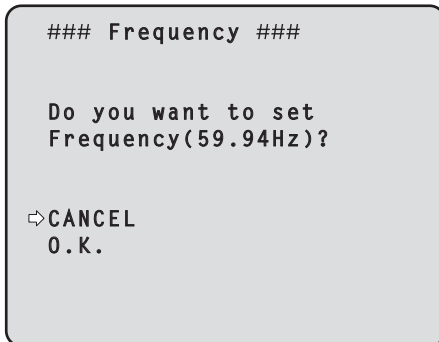 ### Frequency ###
Do you want to set
Frequency(59.94Hz)?
⇨CANCEL
O.K.